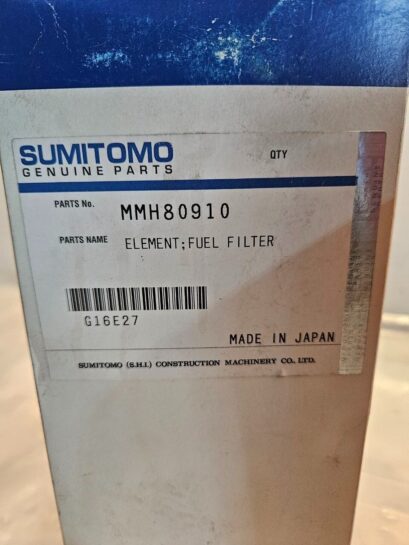 SUMITOMO
GENUINE PARTS
QTY
PARTS No. MMH80910
PARTS NAME ELEMENT;FUEL FILTER
G16E27
MADE IN JAPAN
SUMITOMO (S.H.I.) CONSTRUCTION MACHINERY CO., LTD.